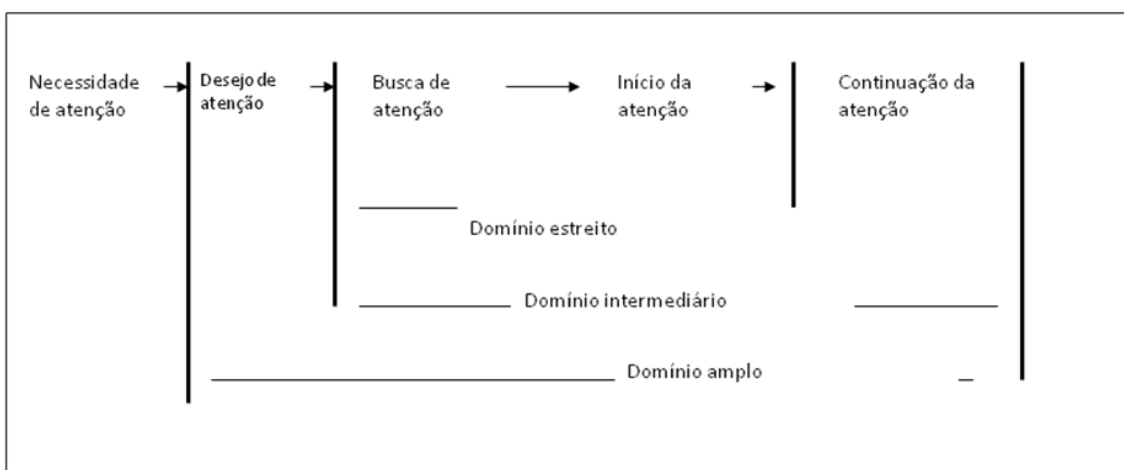 Necessidade
de atenção
Desejo de
atenção
Busca de
atenção
Início da
atenção
Continuação da
atenção
Domínio estreito
Domínio intermediário
Domínio amplo